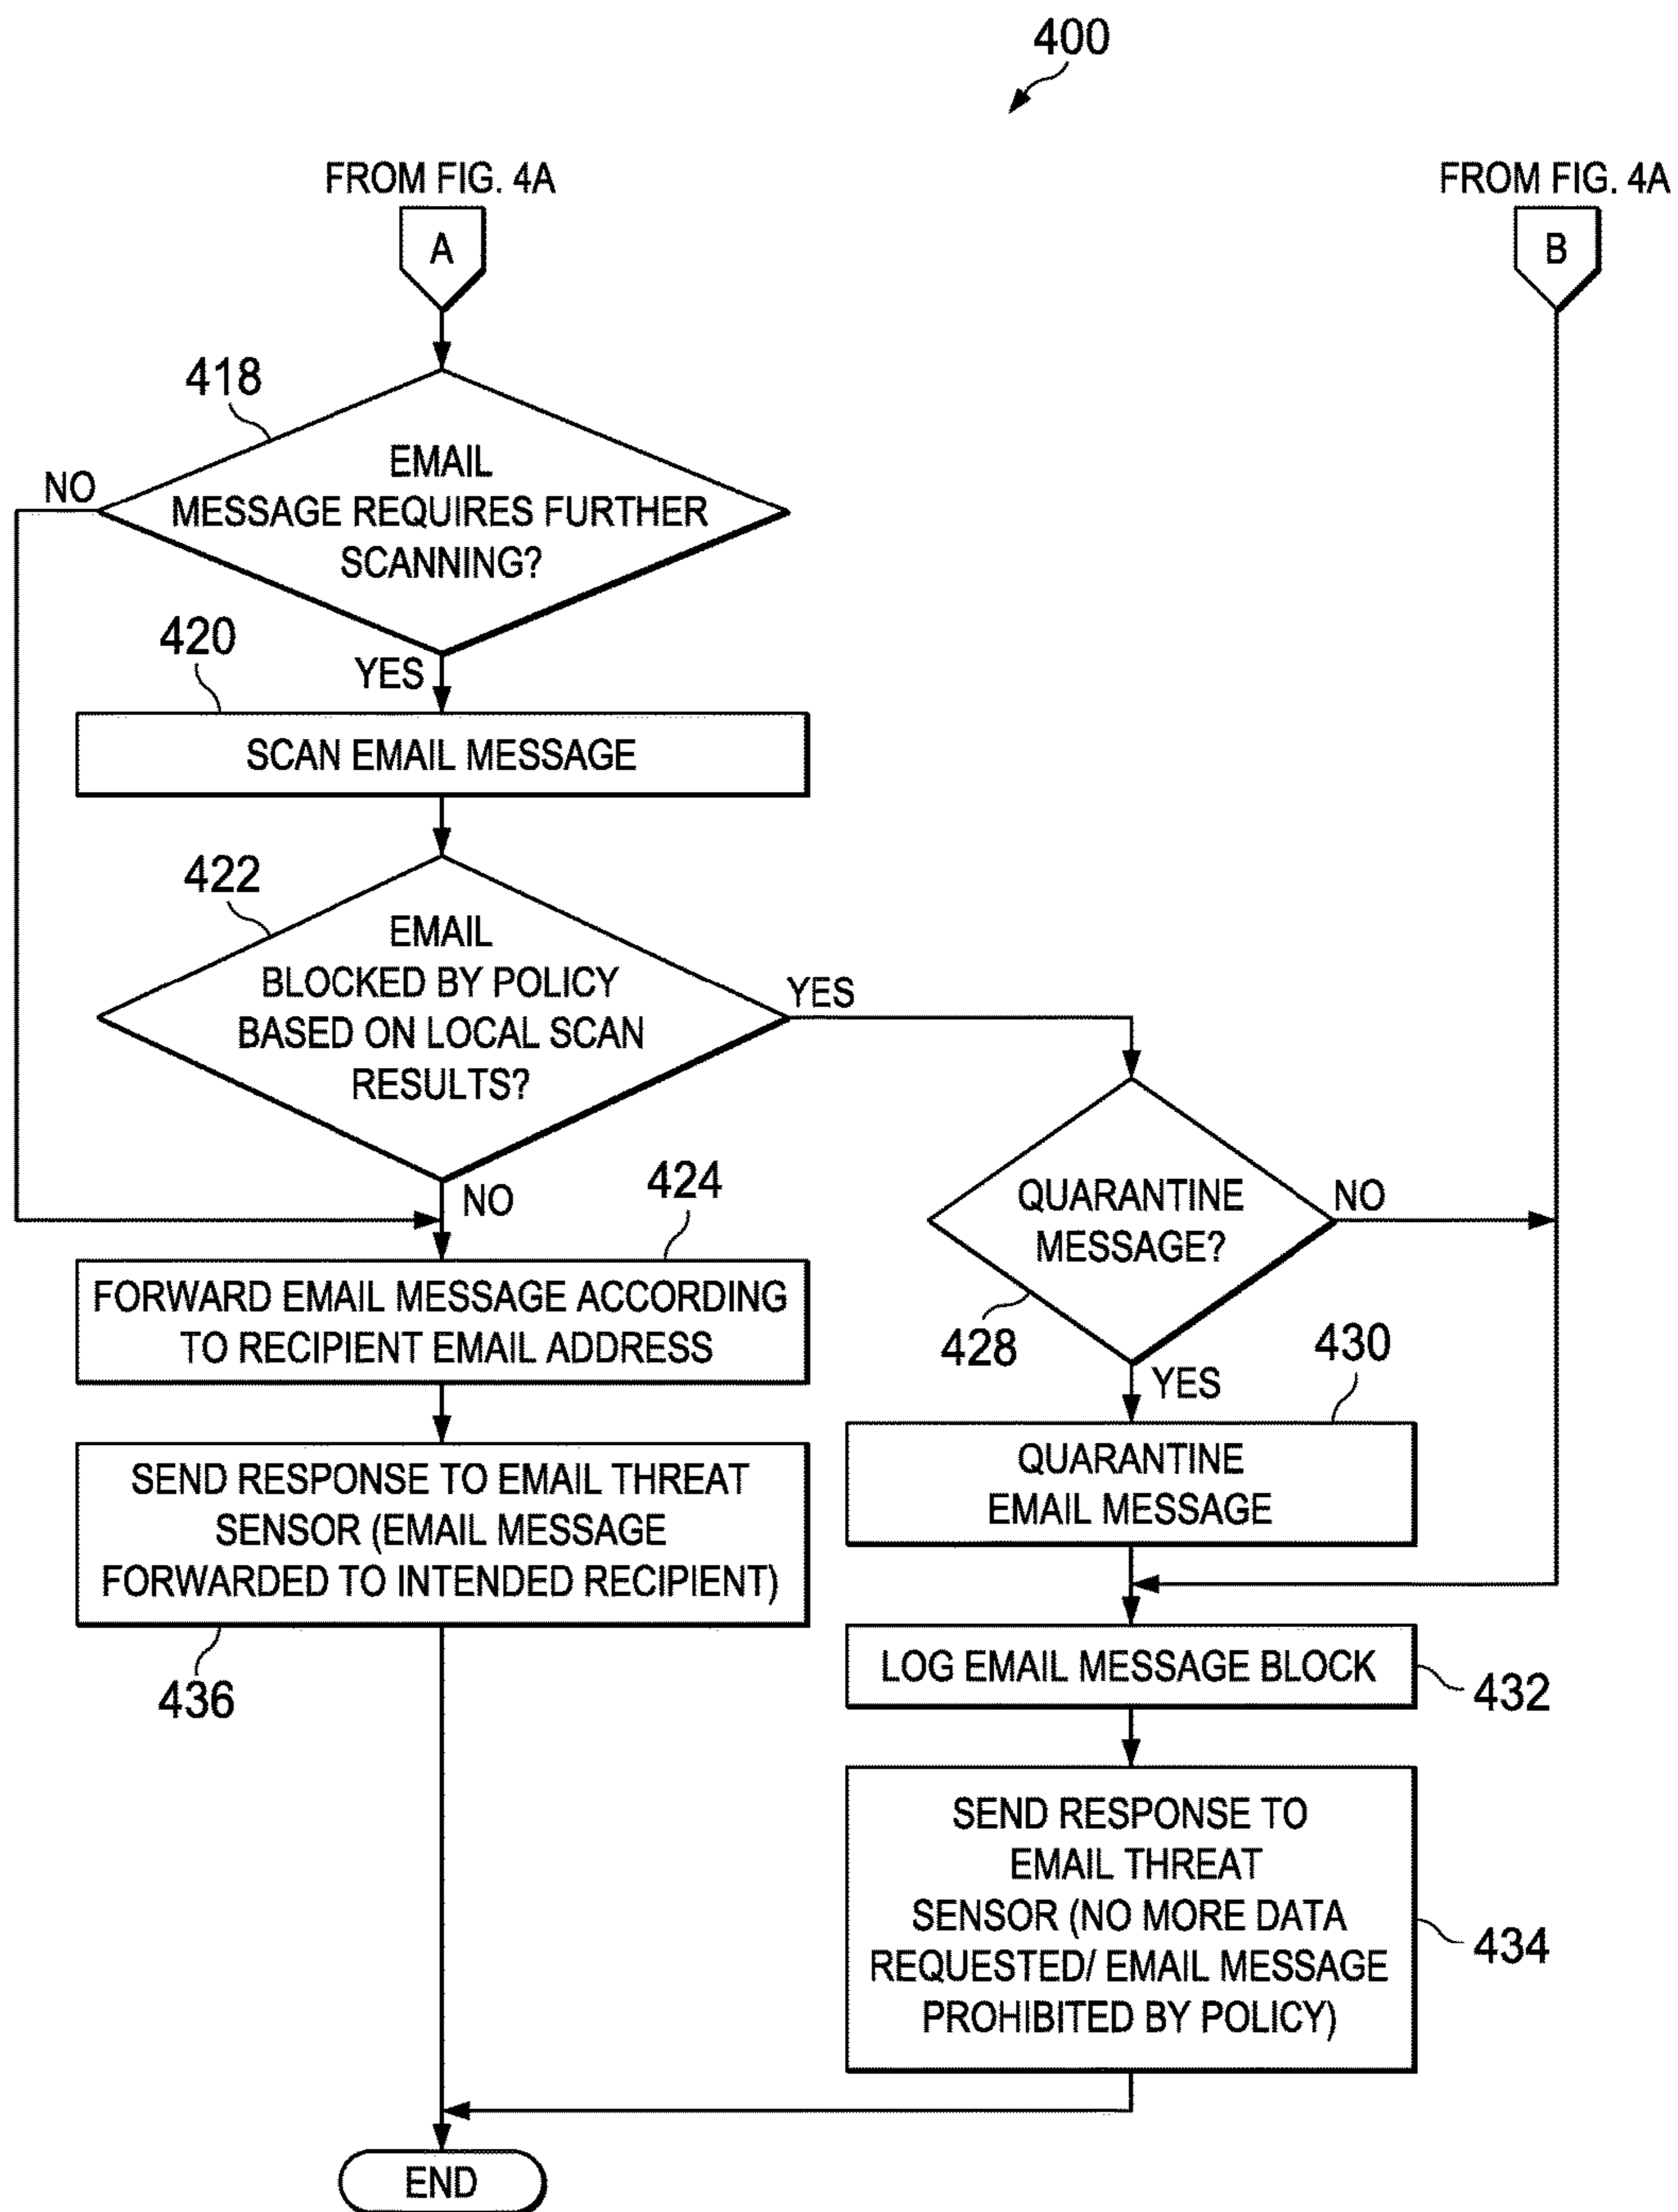 400
FROM FIG. 4A
FROM FIG. 4A
A
B
418
EMAIL
MESSAGE REQUIRES FURTHER
SCANNING?
NO
YES
420
SCAN EMAIL MESSAGE
422
EMAIL
BLOCKED BY POLICY
BASED ON LOCAL SCAN
RESULTS?
YES
NO
424
FORWARD EMAIL MESSAGE ACCORDING
TO RECIPIENT EMAIL ADDRESS
SEND RESPONSE TO EMAIL THREAT
SENSOR (EMAIL MESSAGE
FORWARDED TO INTENDED RECIPIENT)
436
QUARANTINE
MESSAGE?
NO
428
YES
430
QUARANTINE
EMAIL MESSAGE
LOG EMAIL MESSAGE BLOCK
432
SEND RESPONSE TO
EMAIL THREAT
SENSOR (NO MORE DATA
REQUESTED/ EMAIL MESSAGE
PROHIBITED BY POLICY)
434
END